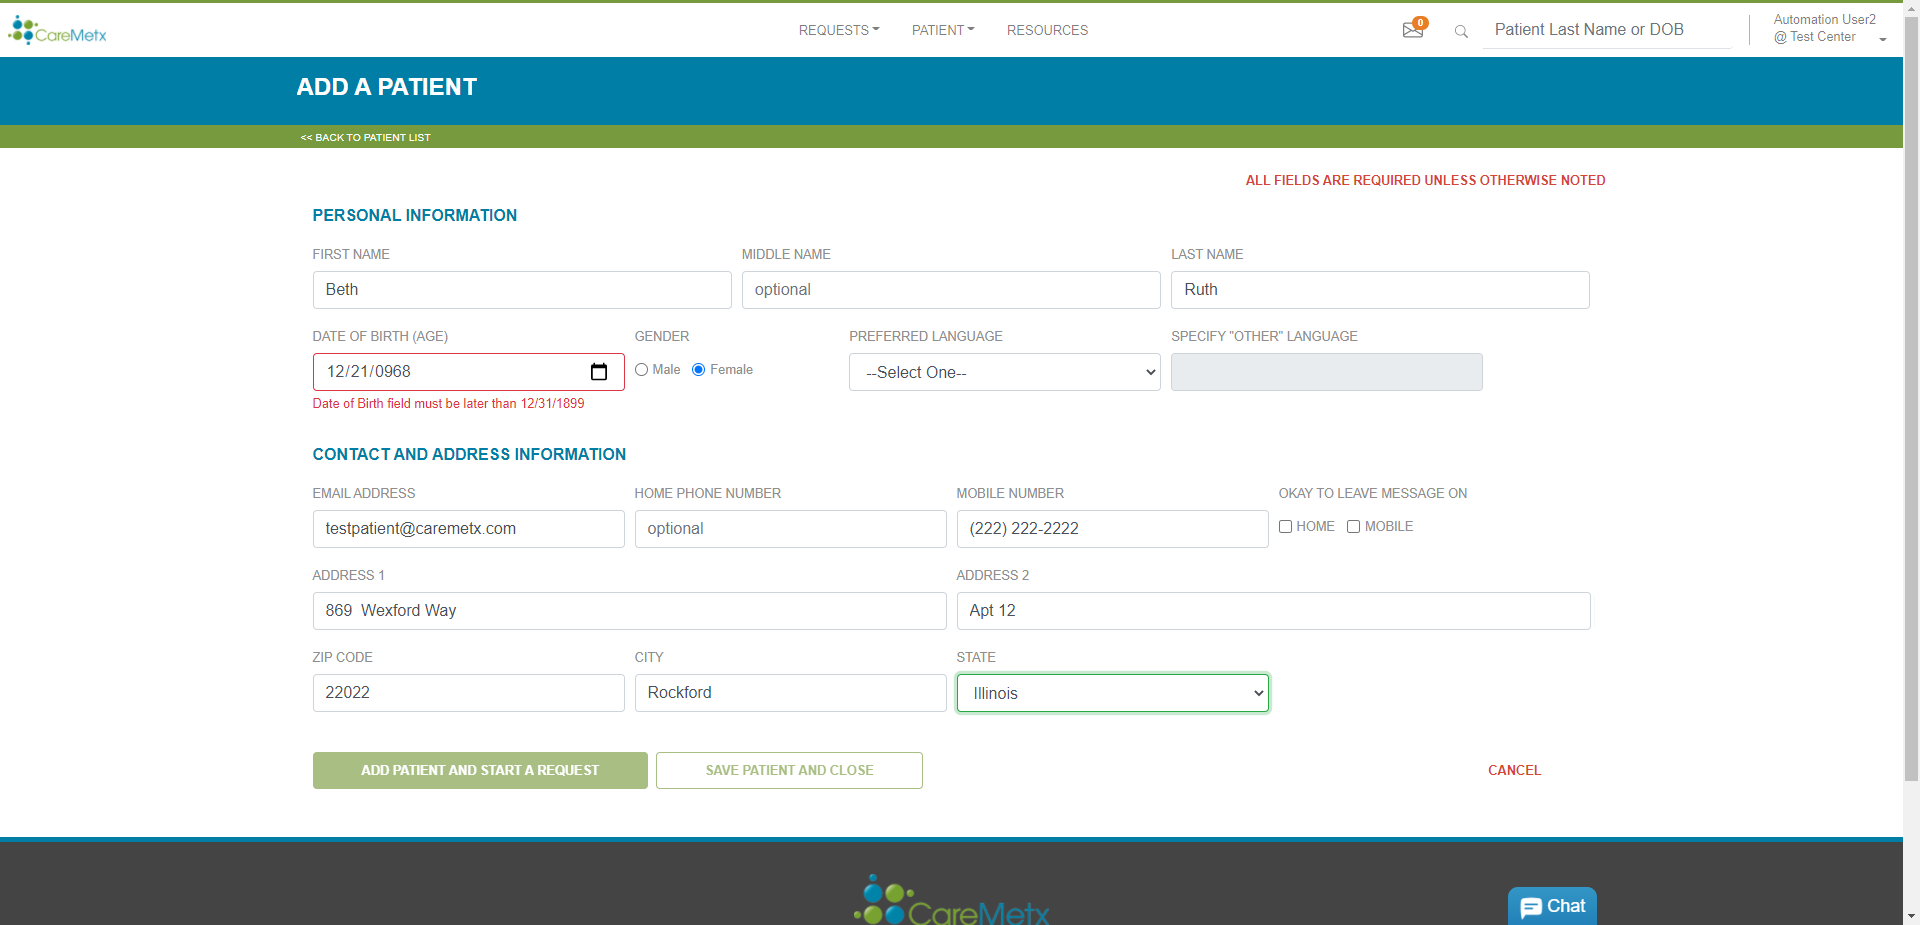 CareMetx
REQUESTS PATIENT RESOURCES
0
Patient Last Name or DOB
Automation User2
@ Test Center
ADD A PATIENT
<< BACK TO PATIENT LIST
ALL FIELDS ARE REQUIRED UNLESS OTHERWISE NOTED
PERSONAL INFORMATION
FIRST NAME MIDDLE NAME LAST NAME
Beth optional Ruth
DATE OF BIRTH (AGE) GENDER PREFERRED LANGUAGE SPECIFY "OTHER" LANGUAGE
12/21/0968 Male Female --Select One--
Date of Birth field must be later than 12/31/1899
CONTACT AND ADDRESS INFORMATION
EMAIL ADDRESS HOME PHONE NUMBER MOBILE NUMBER OKAY TO LEAVE MESSAGE ON
testpatient@caremetx.com optional (222) 222-2222 HOME MOBILE
ADDRESS 1 ADDRESS 2
869  Wexford Way Apt 12
ZIP CODE CITY STATE
22022 Rockford Illinois
ADD PATIENT AND START A REQUEST SAVE PATIENT AND CLOSE CANCEL
CareMetx
Chat